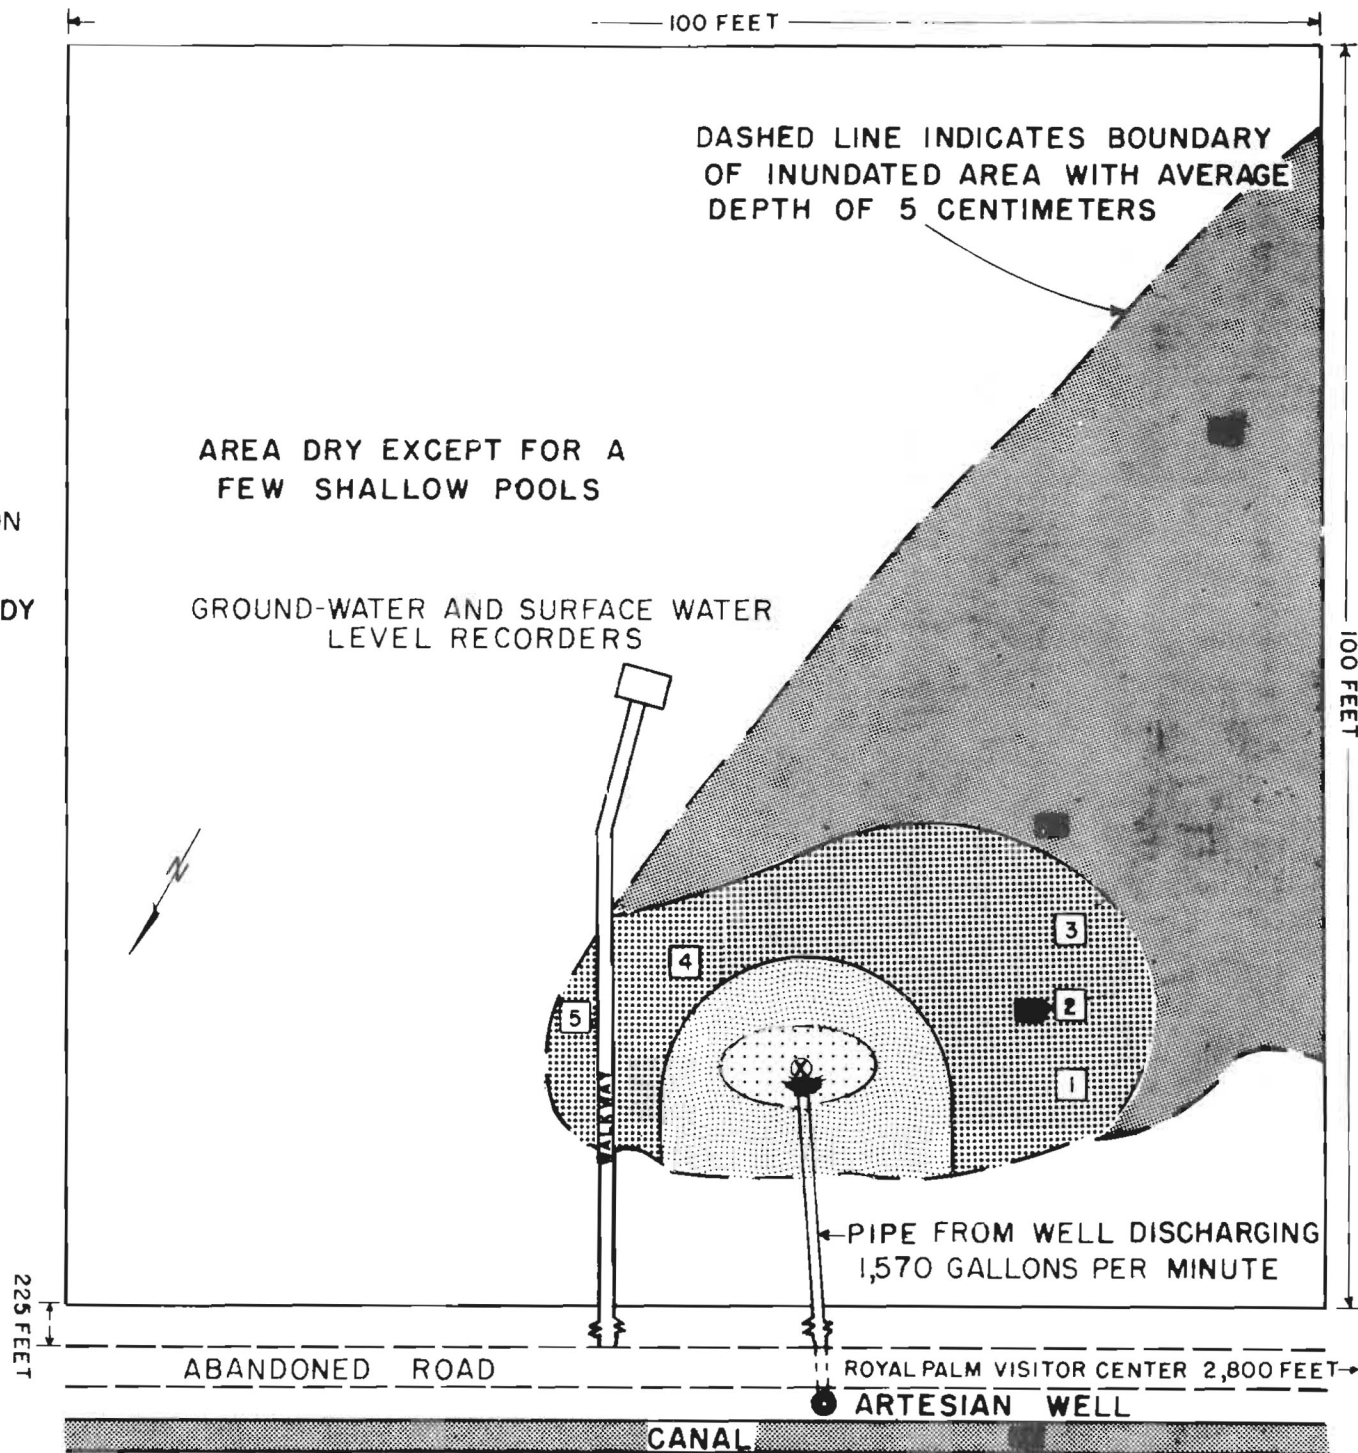 100 FEET
DASHED LINE INDICATES BOUNDARY
OF INUNDATED AREA WITH AVERAGE
DEPTH OF 5 CENTIMETERS
AREA DRY EXCEPT FOR A
FEW SHALLOW POOLS
ON
DY
GROUND-WATER AND SURFACE WATER
LEVEL RECORDERS
100 FEET
N
3
4
2
5
1
X
WALKWAY
PIPE FROM WELL DISCHARGING
1,570 GALLONS PER MINUTE
225 FEET
ABANDONED ROAD
ROYAL PALM VISITOR CENTER 2,800 FEET
ARTESIAN WELL
CANAL